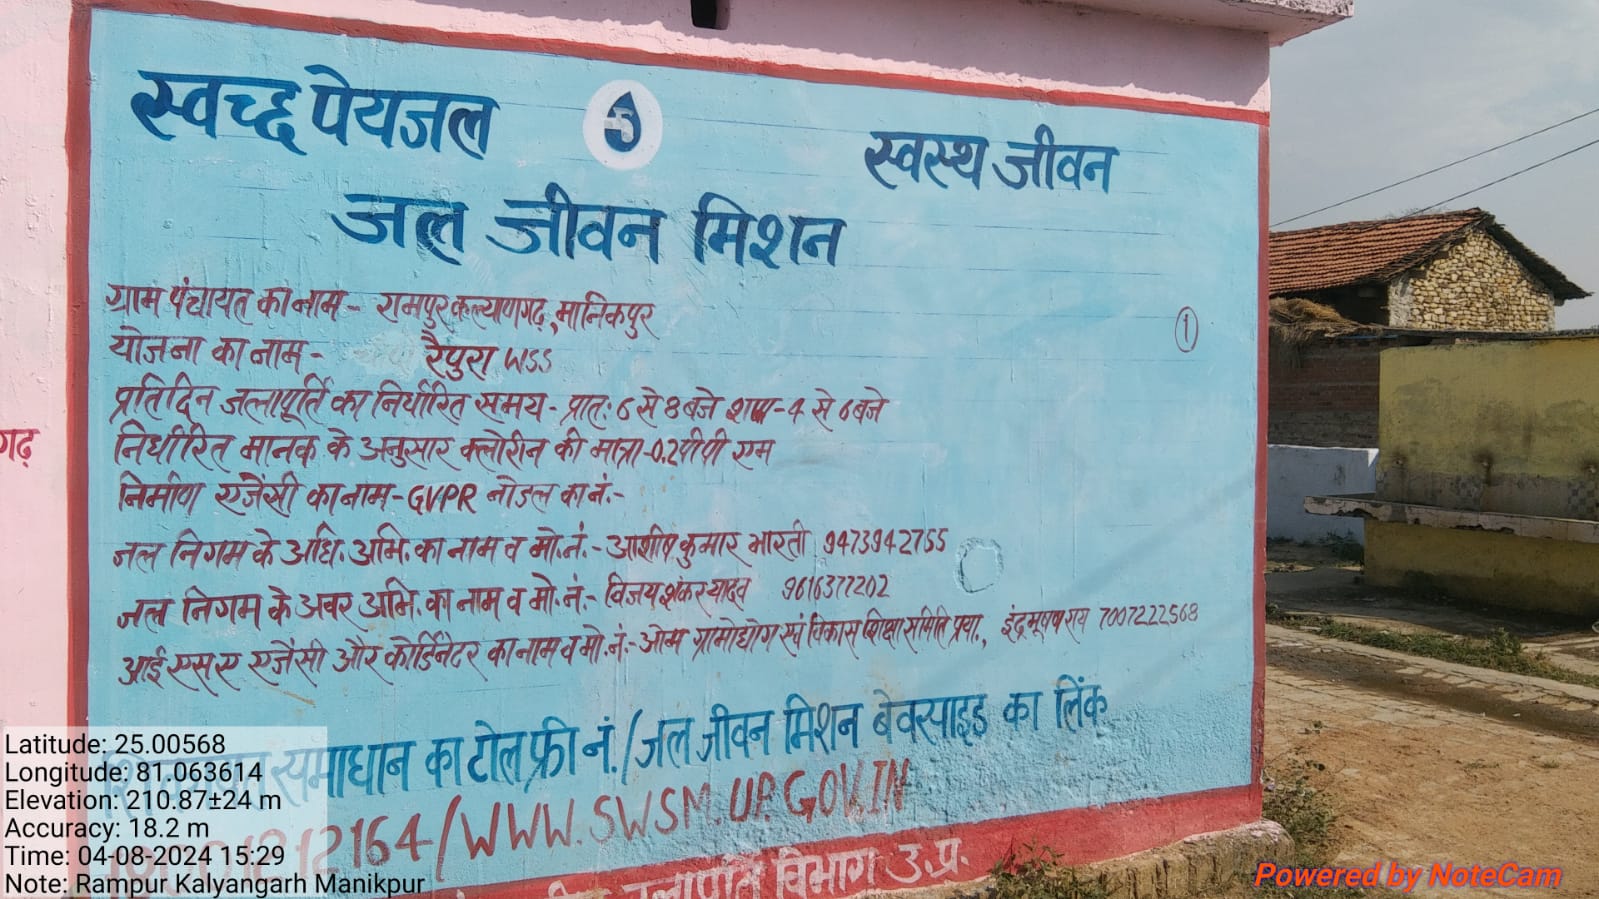 स्वच्छ पेयजल
स्वस्थ जीवन
जल जीवन मिशन
ग्राम पंचायत का नाम- रामपुर कल्याणगढ़, मानिकपुर
1
योजना का नाम- रैपुरा WSS
प्रतिदिन जलापूर्ति का निर्धारित समय- प्रात: 6 से 8 बजे शाम-4 से 6 बजे
निर्धारित मानक के अनुसार क्लोरीन की मात्रा-0.2 पीपी एम
गढ़
निर्माण एजेंसी का नाम- GVPR नोडल का नं.-
जल निगम के अधि. अभि. का नाम व मो.नं.- आशीष कुमार भारती 9473942755
जल निगम के अवर अभि. का नाम व मो.नं.- विजय शंकर यादव 9616377202
आई एस ए एजेंसी और कोर्डिनेटर का नाम व मो.नं.- ओम ग्रामोद्योग एवं विकास शिक्षा समिति प्रया., इंद्रभूषण राय 7007222568
समाधान का टोल फ्री नं./जल जीवन मिशन बेवसाइड का लिंक
2164/WWW.SWSM.UP.GOV.IN
विभाग उ.प्र.
Latitude: 25.00568
Longitude: 81.063614
Elevation: 210.87±24 m
Accuracy: 18.2 m
Time: 04-08-2024 15:29
Note: Rampur Kalyangarh Manikpur
Powered by NoteCam